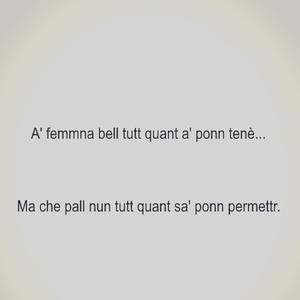 A' femmna bell tutt quant a' ponn tenè...
Ma che pall nun tutt quant sa' ponn permettr.